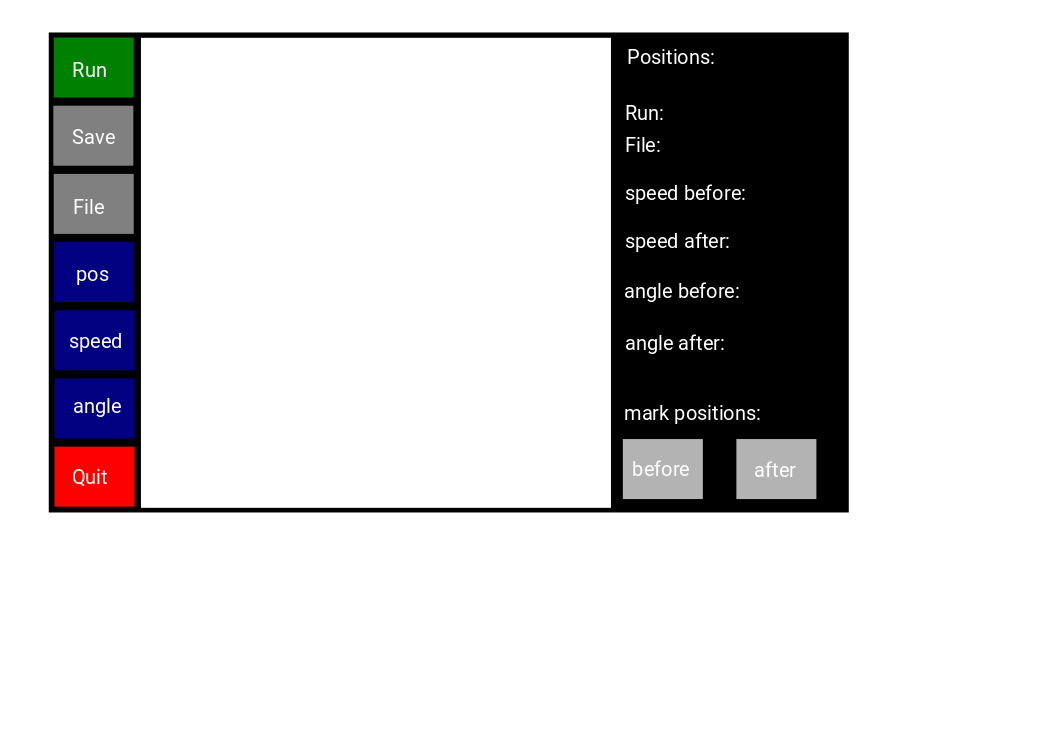 Run
Save
File
pos
speed
angle
Quit
Positions:
Run:
File:
speed before:
speed after:
angle before:
angle after:
mark positions:
before
after